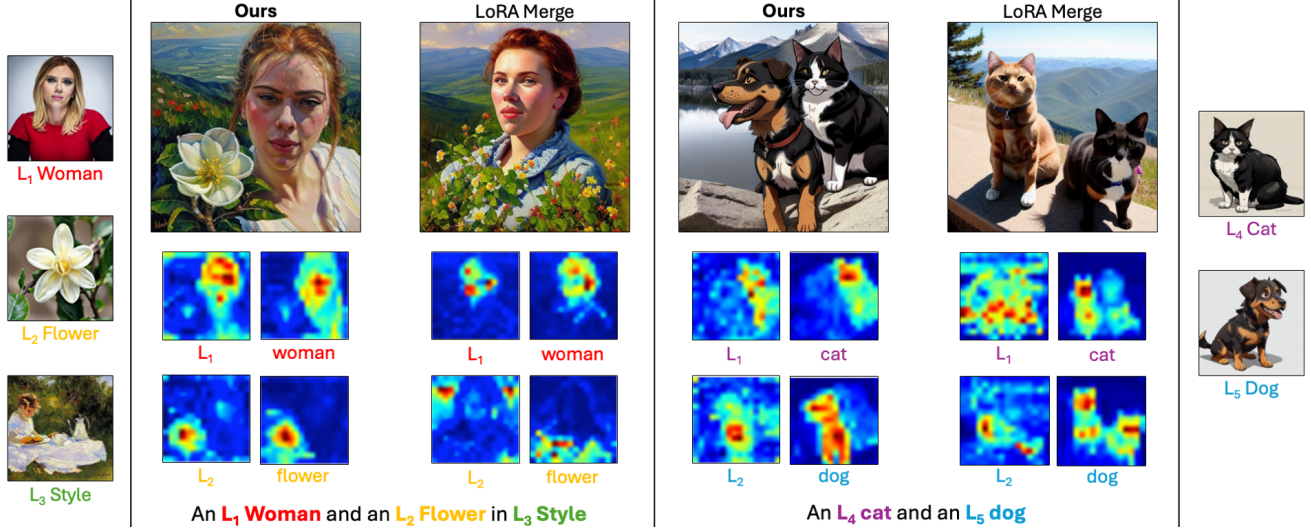 Ours
LoRA Merge
Ours
LoRA Merge
L₁ Woman
L₂ Flower
L₃ Style
L₁
woman
L₁
woman
L₂
flower
L₂
flower
An L₁ Woman and an L₂ Flower in L₃ Style
L₁
cat
L₁
cat
L₂
dog
L₂
dog
An L₄ cat and an L₅ dog
L₄ Cat
L₅ Dog